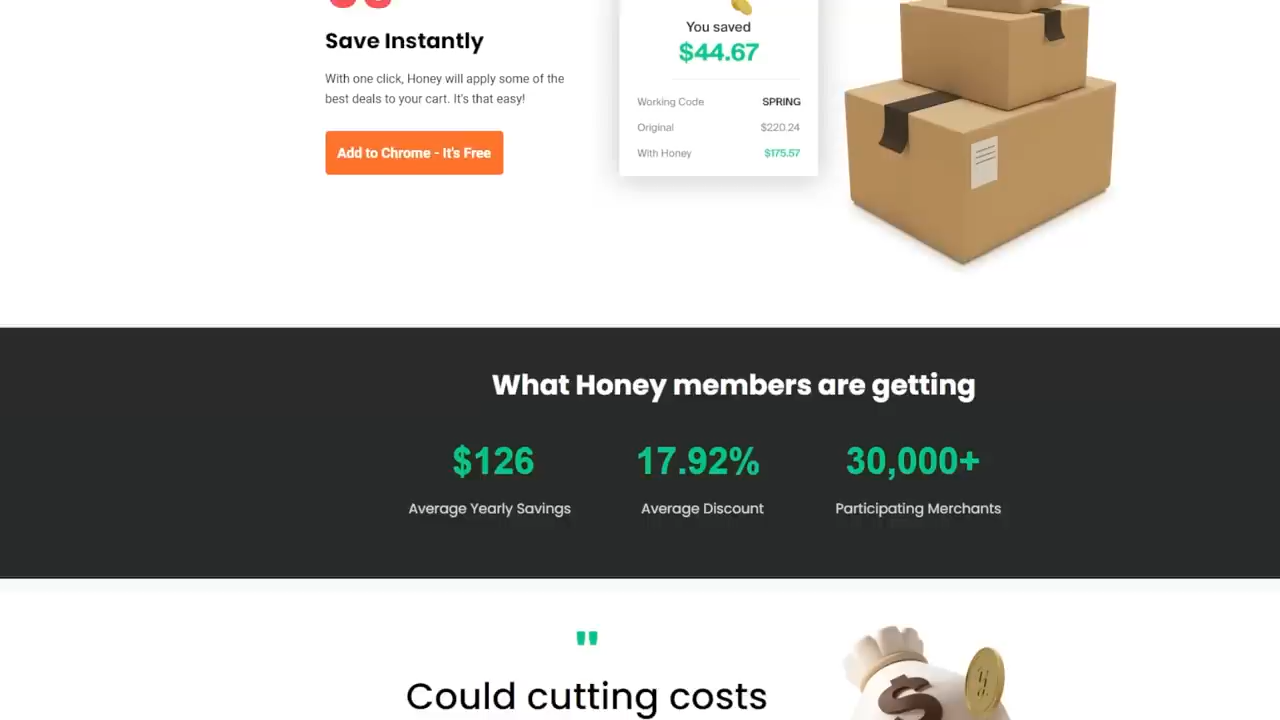 Save Instantly
With one click, Honey will apply some of the
best deals to your cart. It's that easy!
Add to Chrome - It's Free
You saved
$44.67
Working Code SPRING
Original $220.24
With Honey $175.57
What Honey members are getting
$126 17.92% 30,000+
Average Yearly Savings Average Discount Participating Merchants
"
Could cutting costs
$